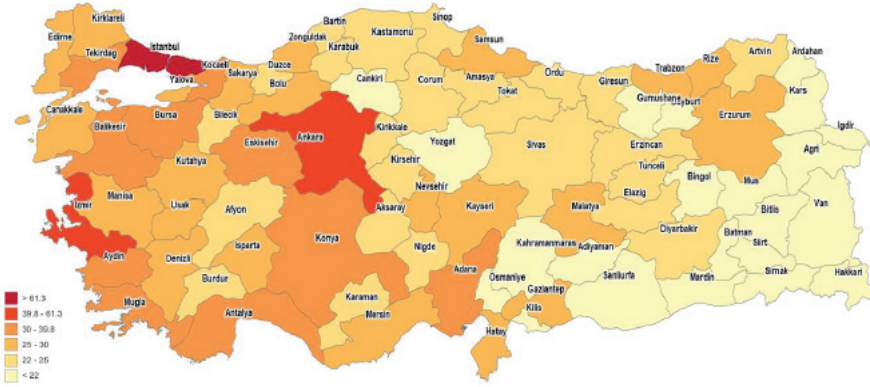 Kirklareli
Edirne
Tekirdag
Istanbul
Kocaeli
Yalova
Sakarya
Duzce
Bolu
Zonguldak
Bartin
Karabuk
Kastamonu
Sinop
Samsun
Cankiri
Corum
Amasya
Tokat
Ordu
Giresun
Trabzon
Rize
Artvin
Ardahan
Kars
Gumushane
Bayburt
Erzurum
Igdir
Agri
Canakkale
Balikesir
Bursa
Bilecik
Eskisehir
Ankara
Kirikkale
Yozgat
Sivas
Erzincan
Tunceli
Bingol
Mus
Kutahya
Kirsehir
Nevsehir
Kayseri
Malatya
Elazig
Bitlis
Van
Izmir
Manisa
Usak
Afyon
Aksaray
Konya
Nigde
Kahramanmaras
Adiyaman
Diyarbakir
Batman
Siirt
Aydin
Denizli
Isparta
Burdur
Adana
Osmaniye
Gaziantep
Sanliurfa
Mardin
Sirnak
Hakkari
Mugla
Antalya
Karaman
Mersin
Kilis
Hatay
> 61.3
39.8 - 61.3
30 - 39.8
25 - 30
22 - 25
< 22